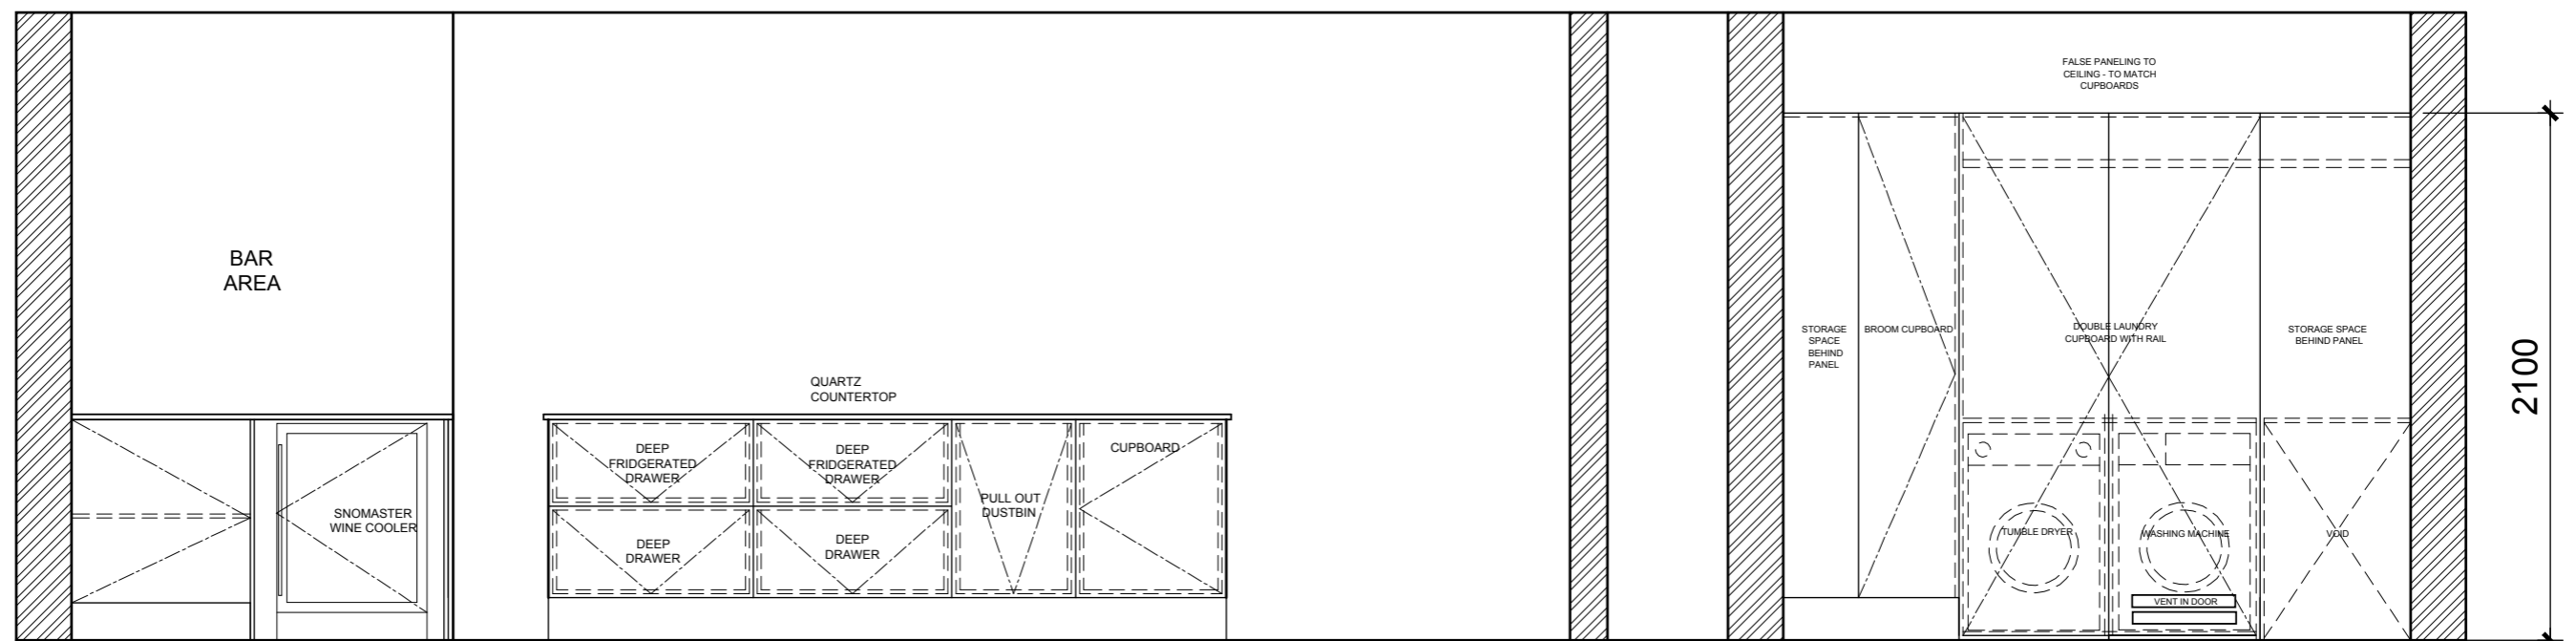 BAR
AREA
SNOMASTER
WINE COOLER
QUARTZ
COUNTERTOP
DEEP
FRIDGERATED
DRAWER
DEEP
FRIDGERATED
DRAWER
DEEP
DRAWER
DEEP
DRAWER
PULL OUT
DUSTBIN
CUPBOARD
FALSE PANELING TO
CEILING - TO MATCH
CUPBOARDS
STORAGE
SPACE
BEHIND
PANEL
BROOM CUPBOARD
DOUBLE LAUNDRY
CUPBOARD WITH RAIL
STORAGE SPACE
BEHIND PANEL
TUMBLE DRYER
WASHING MACHINE
VOID
VENT IN DOOR
2100